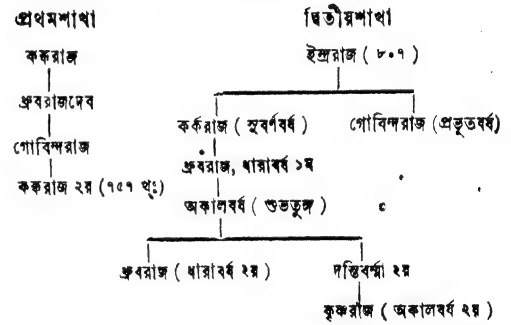 প্রথমশাখা
কক্করাজ
ধ্রুবরাজদেব
গোবিন্দরাজ
কক্করাজ ২য় (৭৫৭ খৃঃ)
দ্বিতীয়শাখা
ইন্দ্ররাজ ( ৮০৭ )
কর্করাজ ( সুবর্ণবর্ষ ) গোবিন্দরাজ (প্রভূতবর্ষ)
ধ্রুবরাজ, ধারাবর্ষ ১ম
অকালবর্ষ ( শুভতুঙ্গ )
ধ্রুবরাজ ( ধারাবর্ষ ২য় ) দন্তিবর্ম্মা ২য়
কৃষ্ণরাজ ( অকালবর্ষ ২য় )